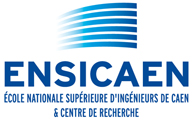 ENSICAEN
ÉCOLE NATIONALE SUPÉRIEURE D'INGÉNIEURS DE CAEN
& CENTRE DE RECHERCHE